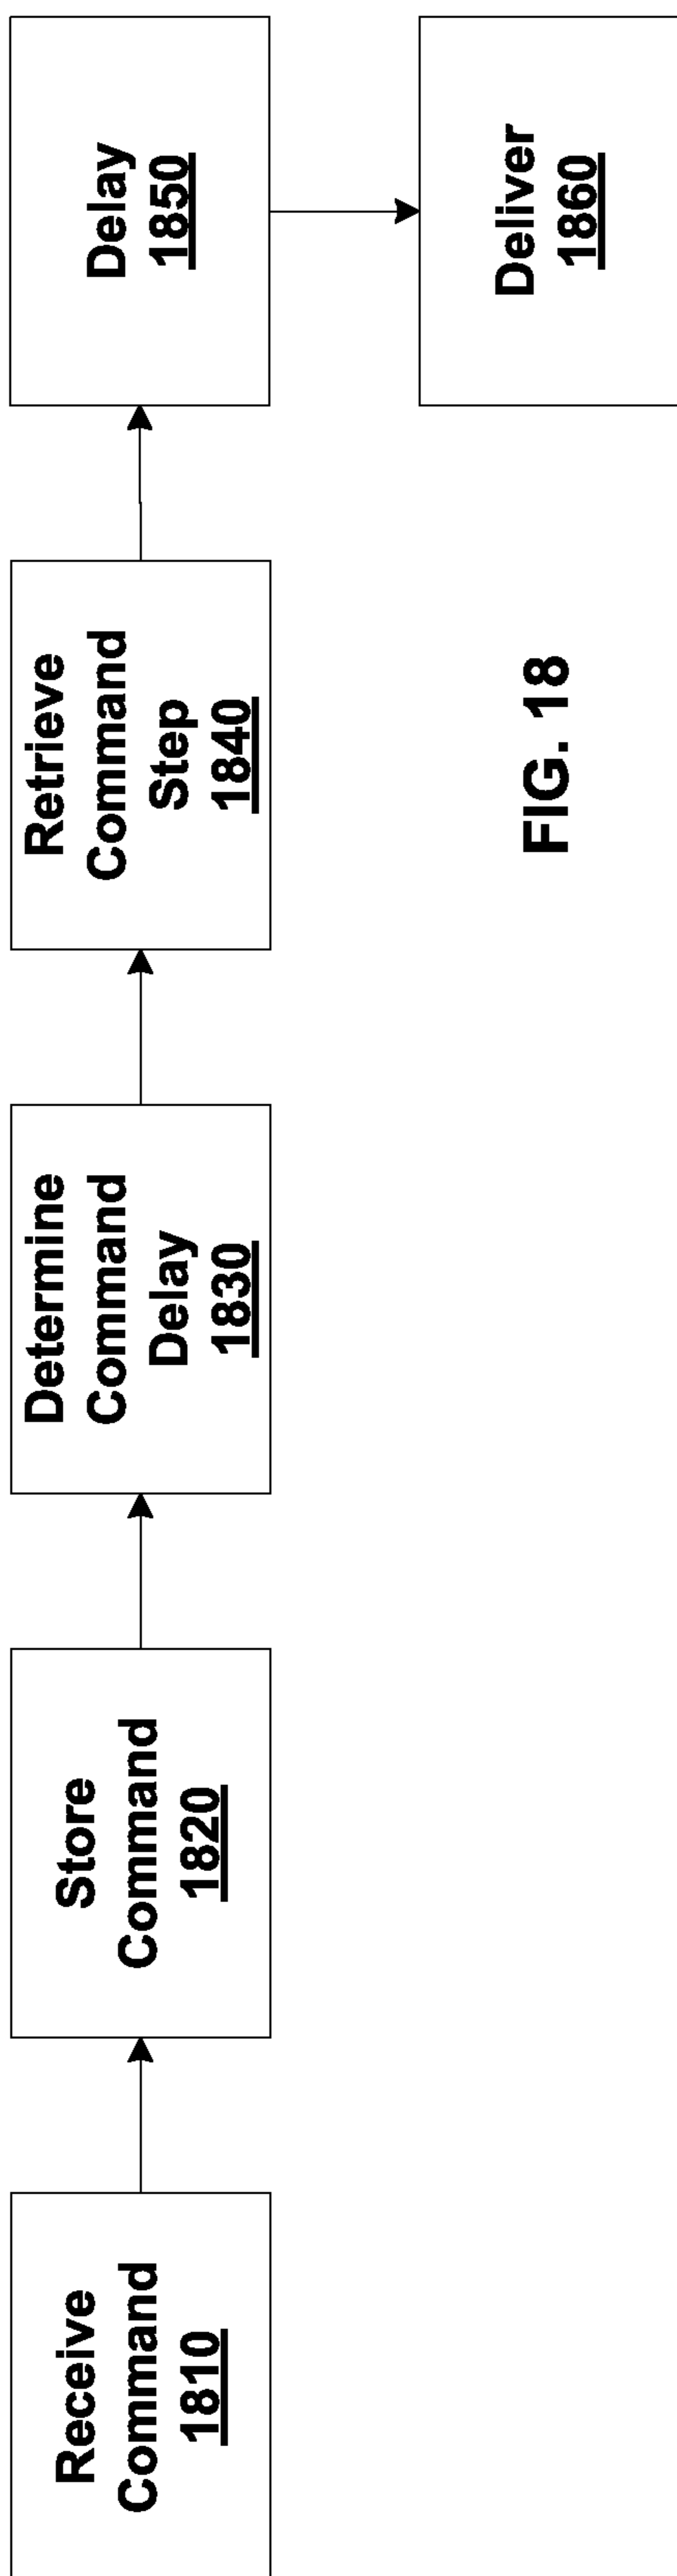 Receive
Command
1810
Store
Command
1820
Determine
Command
Delay
1830
Retrieve
Command
Step
1840
Delay
1850
Deliver
1860
FIG. 18